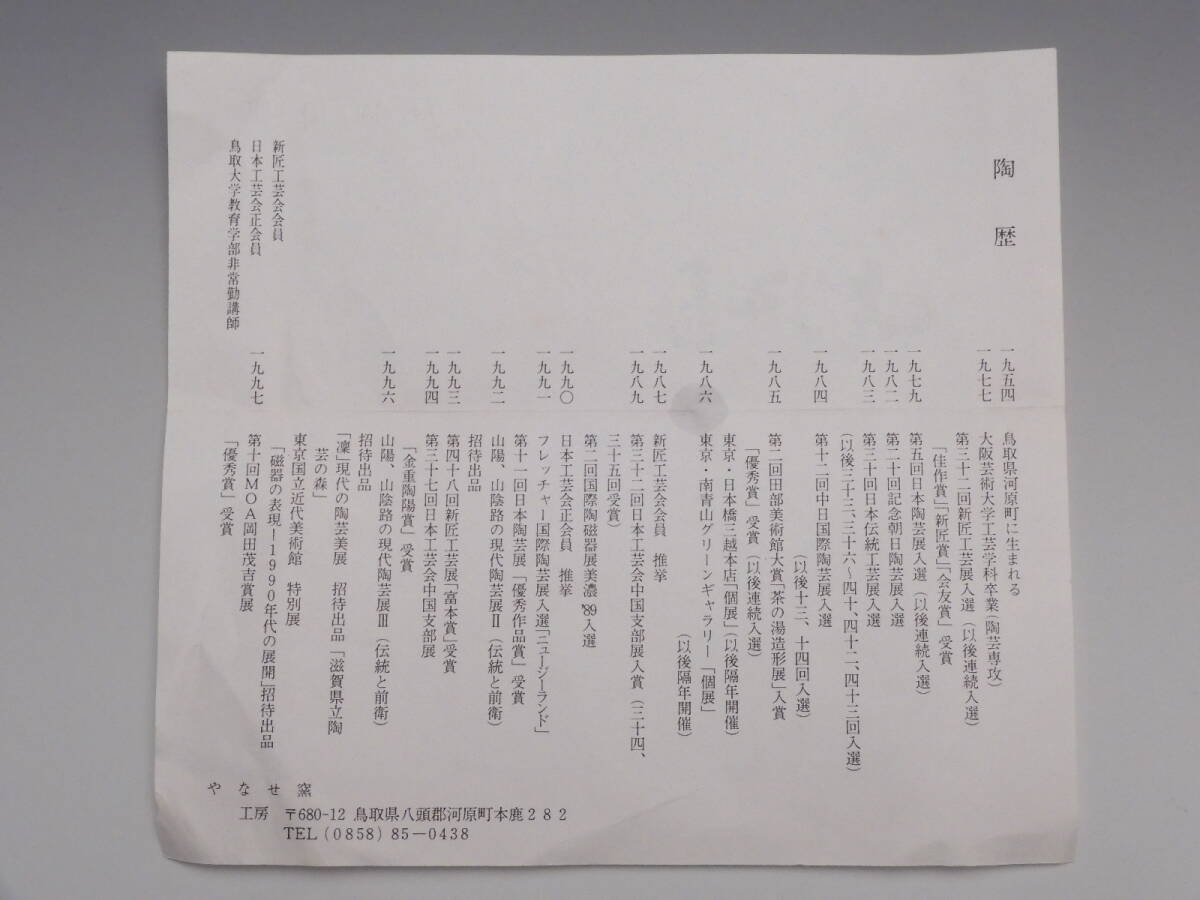 陶歴
一九五四 鳥取県河原町に生まれる
一九七七 大阪芸術大学工芸学科卒業(陶芸専攻)
第三十二回新匠工芸展入選(以後連続入選)
「佳作賞」「新匠賞」「会友賞」受賞
一九七九 第五回日本陶芸展入選(以後連続入選)
一九八二 第二十回記念朝日陶芸展入選
一九八三 第三十回日本伝統工芸展入選
(以後三十三、三十六〜四十、四十二、四十三回入選)
一九八四 第十二回中日国際陶芸展入選
(以後十三、十四回入選)
一九八五 第二回田部美術館大賞「茶の湯造形展」入賞
「優秀賞」受賞(以後連続入選)
東京・日本橋三越本店「個展」(以後隔年開催)
一九八六 東京・南青山グリーンギャラリー「個展」
(以後隔年開催)
一九八七 新匠工芸会会員 推挙
一九八九 第三十二回日本工芸会中国支部展入賞(三十四、
三十五回受賞)
第二回国際陶磁器展美濃'89入選
一九九〇 日本工芸会正会員 推挙
一九九一 フレッチャー国際陶芸展入選「ニュージーランド」
第十一回日本陶芸展「優秀作品賞」受賞
一九九二 山陽、山陰路の現代陶芸展Ⅱ(伝統と前衛)
招待出品
一九九三 第四十八回新匠工芸展「富本賞」受賞
一九九四 第三十七回日本工芸会中国支部展
「金重陶陽賞」受賞
一九九六 山陽、山陰路の現代陶芸展Ⅲ(伝統と前衛)
招待出品
「凜」現代の陶芸美展 招待出品「滋賀県立陶
芸の森」
東京国立近代美術館 特別展
「磁器の表現ー1990年代の展開」招待出品
一九九七 第十回MOA岡田茂吉賞展
「優秀賞」受賞
新匠工芸会会員
日本工芸会正会員
鳥取大学教育学部非常勤講師
やなせ窯
工房 〒680-12 鳥取県八頭郡河原町本鹿282
TEL(0858)85-0438